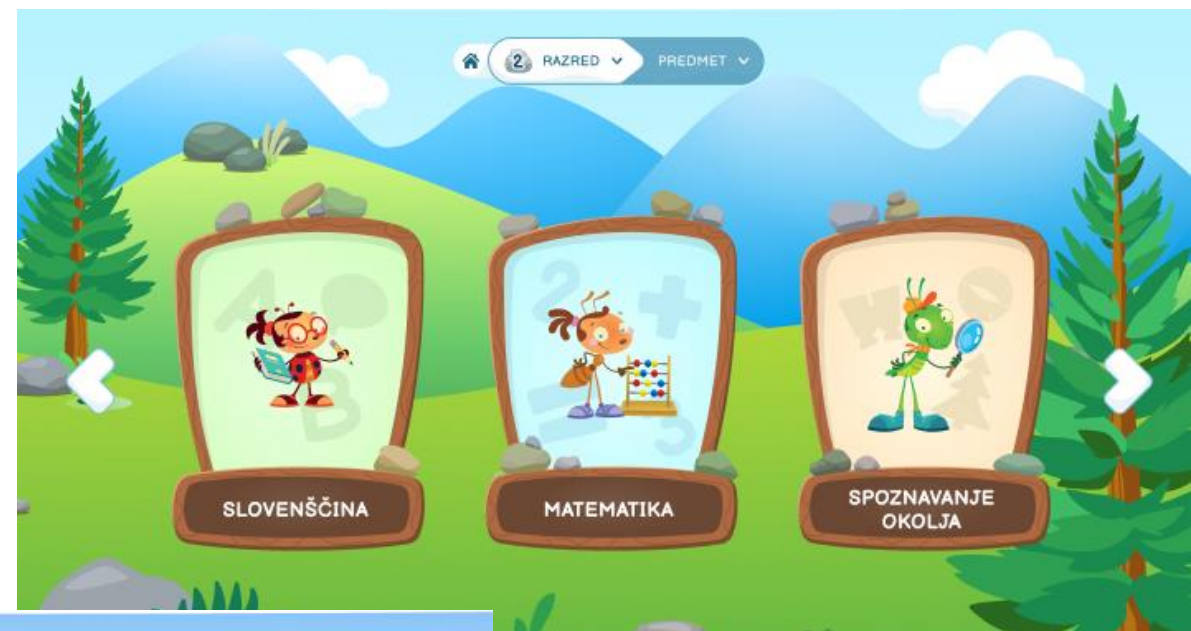 2 RAZRED PREDMET
SLOVENŠČINA
MATEMATIKA
SPOZNAVANJE
OKOLJA